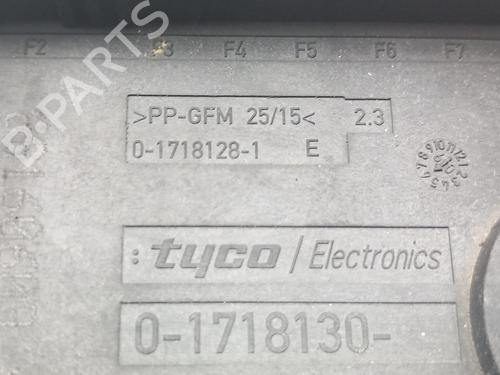 F2 F3 F4 F5 F6 F7
>PP-GFM 25/15< 2.3
0-1718128-1 E
:tyco / Electronics
0-1718130-
B-PARTS